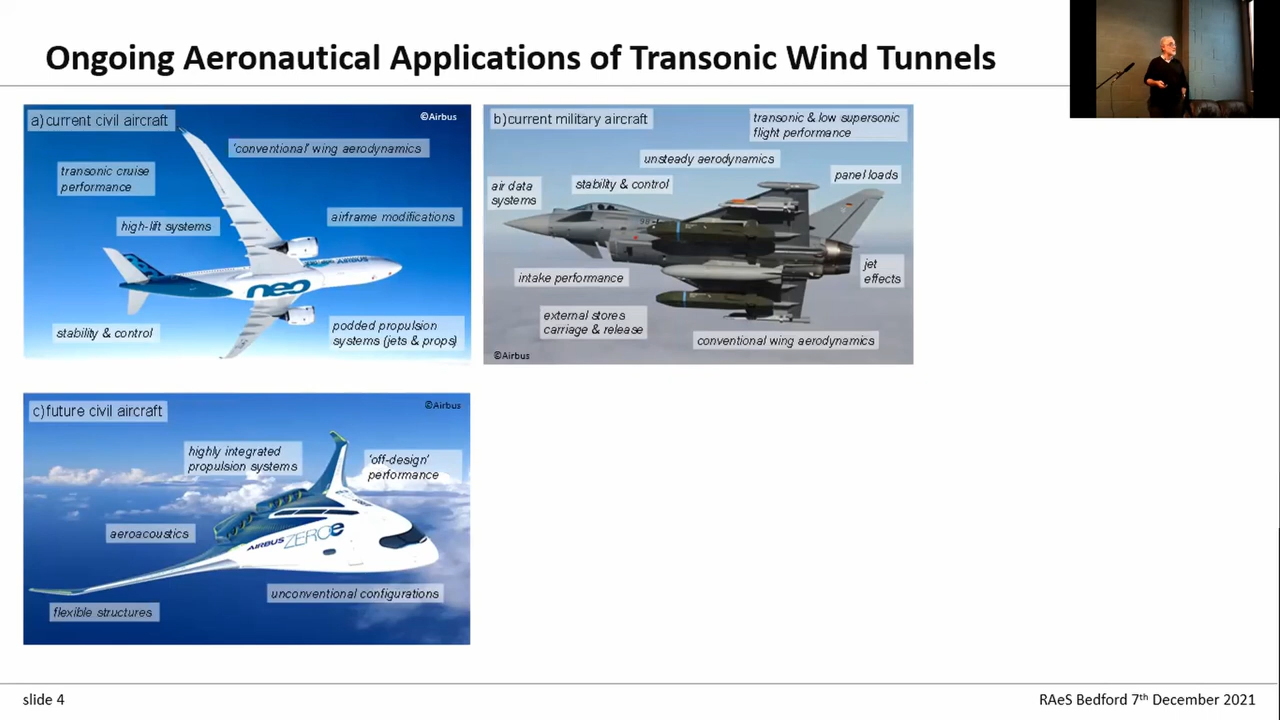 Ongoing Aeronautical Applications of Transonic Wind Tunnels
a) current civil aircraft
©Airbus
'conventional' wing aerodynamics
transonic cruise
performance
high-lift systems
airframe modifications
AIRBUS
neo
stability & control
podded propulsion
systems (jets & props)
b) current military aircraft
transonic & low supersonic
flight performance
unsteady aerodynamics
air data
systems
stability & control
panel loads
intake performance
jet
effects
external stores
carriage & release
conventional wing aerodynamics
©Airbus
c) future civil aircraft
©Airbus
highly integrated
propulsion systems
'off-design'
performance
aeroacoustics
AIRBUS ZEROe
unconventional configurations
flexible structures
slide 4
RAeS Bedford 7th December 2021